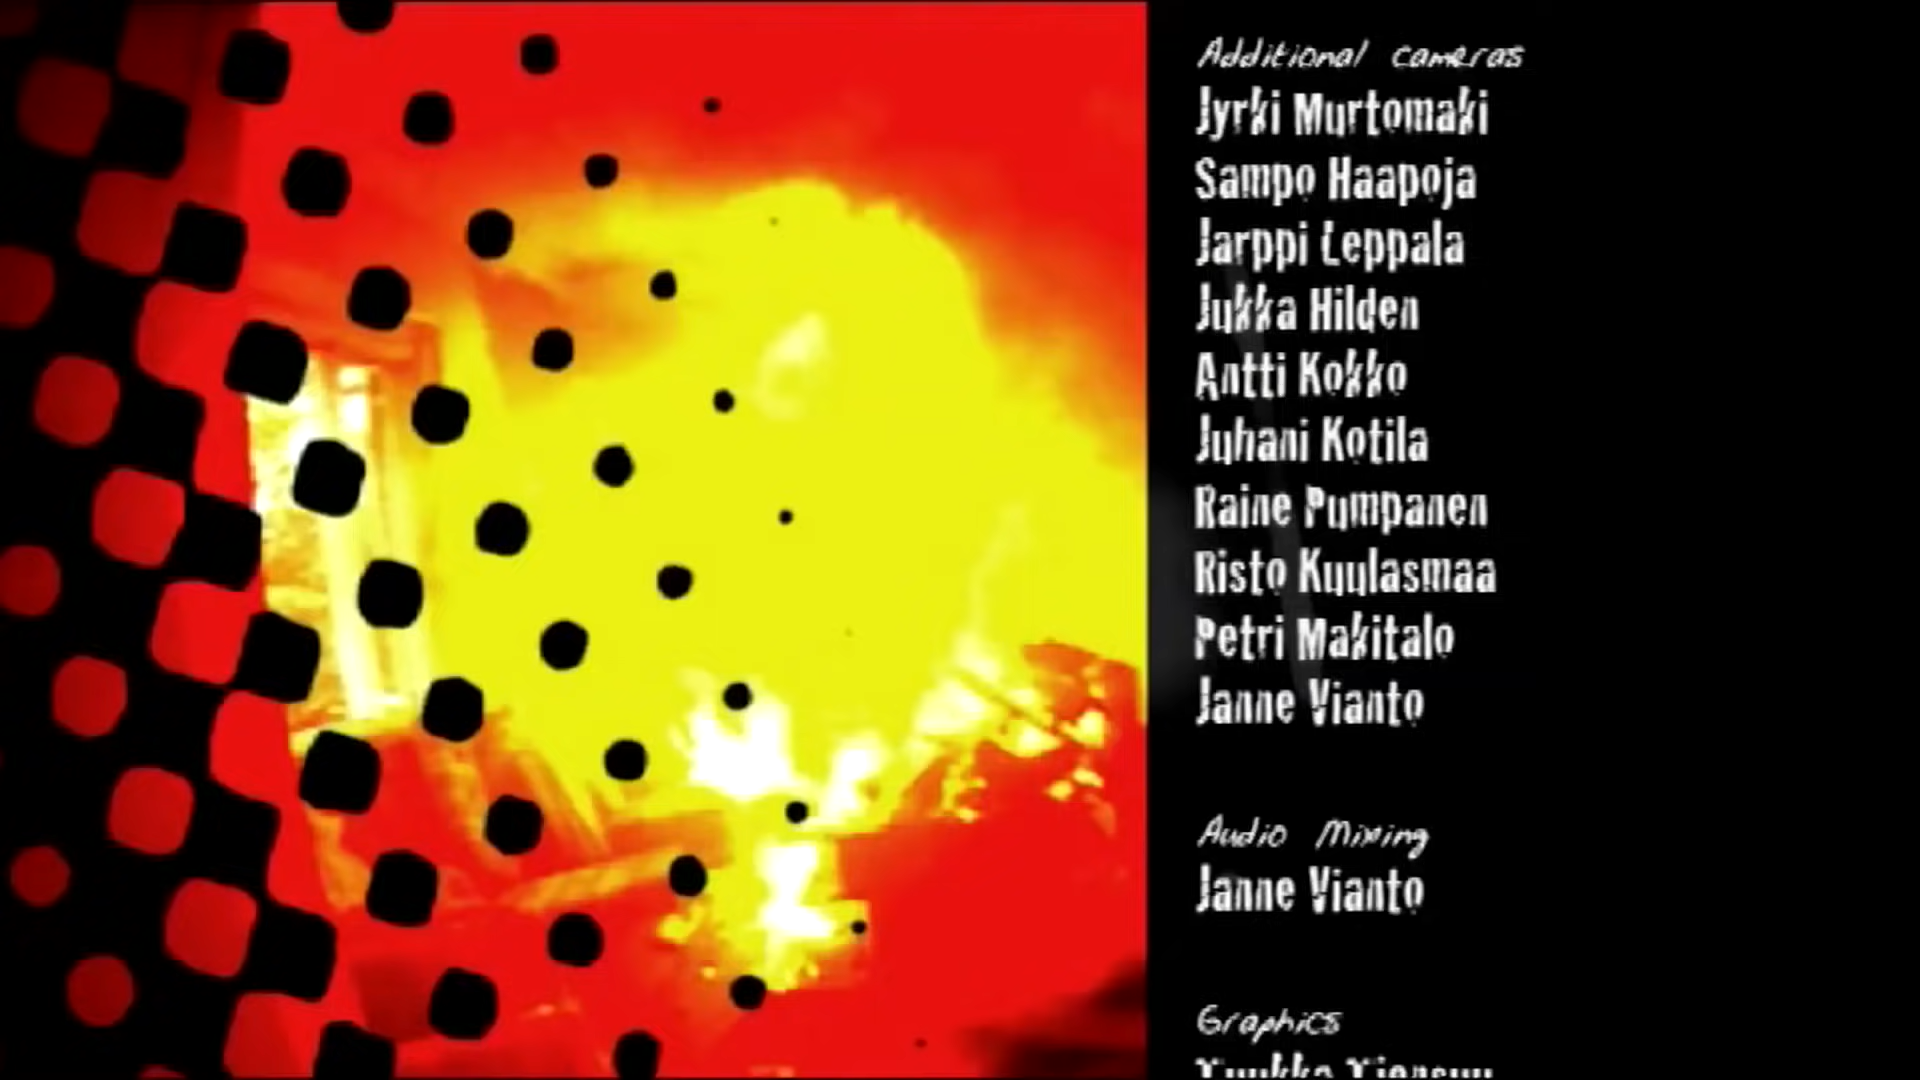 Additional cameras
Jyrki Murtomaki
Sampo Haapoja
Jarppi Leppala
Jukka Hilden
Antti Kokko
Juhani Kotila
Raine Pumpanen
Risto Kuulasmaa
Petri Makitalo
Janne Vianto
Audio Mixing
Janne Vianto
Graphics